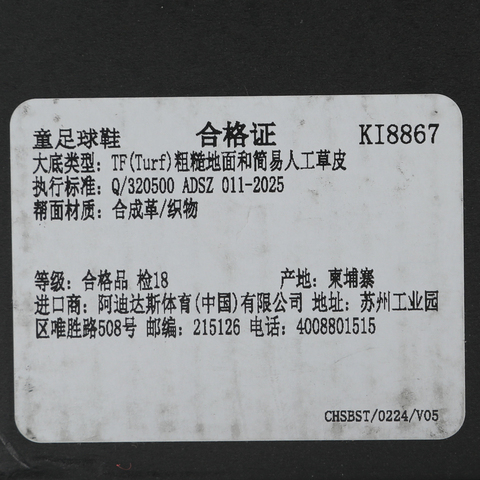 童足球鞋 合格证 KI8867
大底类型: TF(Turf)粗糙地面和简易人工草皮
执行标准: Q/320500 ADSZ 011-2025
帮面材质: 合成革/织物
等级: 合格品 检18 产地: 柬埔寨
进口商: 阿迪达斯体育(中国)有限公司 地址: 苏州工业园
区唯胜路508号 邮编: 215126 电话: 4008801515
CHSBST/0224/V05